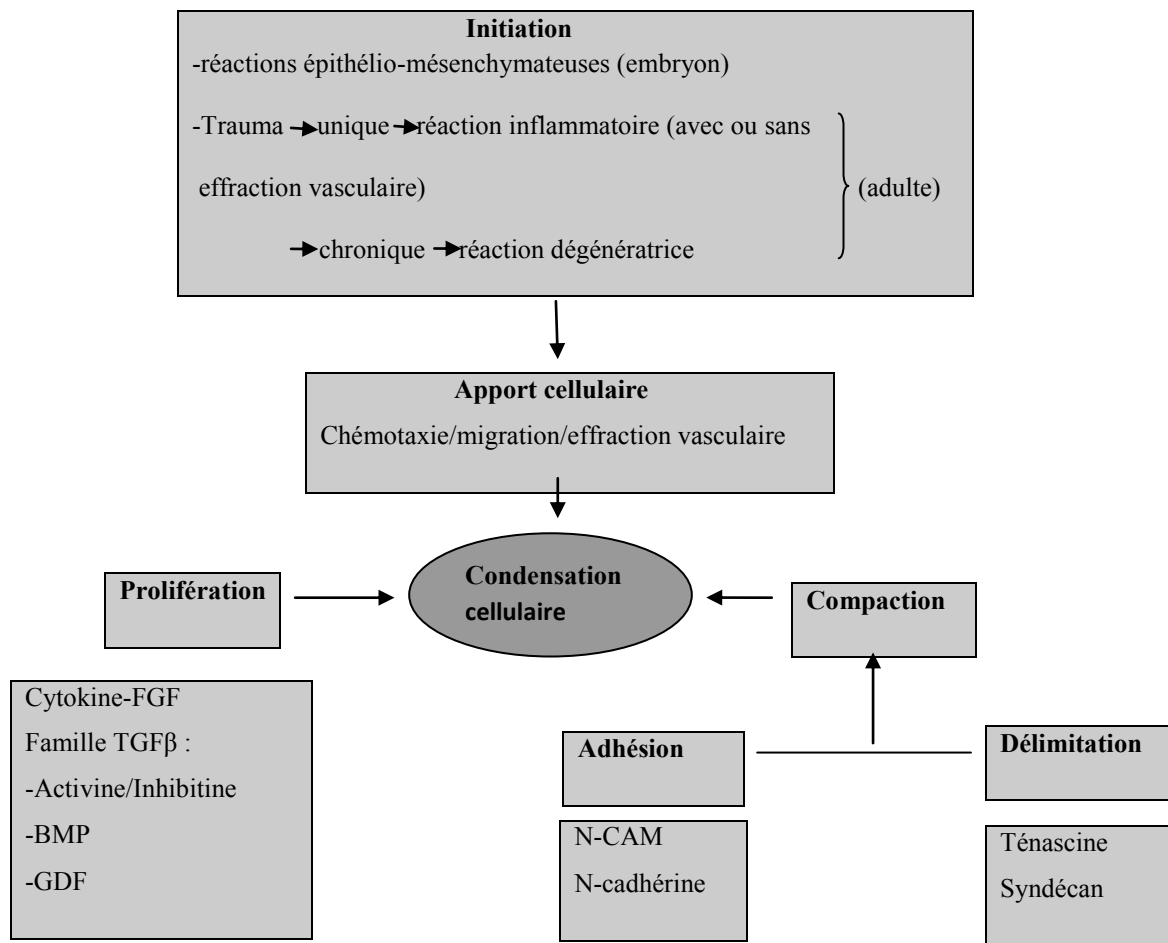 Initiation
-réactions épithélio-mésenchymateuses (embryon)
-Trauma unique réaction inflammatoire (avec ou sans
effraction vasculaire)
(adulte)
chronique réaction dégénératrice
Apport cellulaire
Chémotaxie/migration/effraction vasculaire
Condensation
cellulaire
Prolifération
Compaction
Cytokine-FGF
Famille TGFβ :
-Activine/Inhibitine
-BMP
-GDF
Adhésion
Délimitation
N-CAM
N-cadhérine
Ténascine
Syndécan